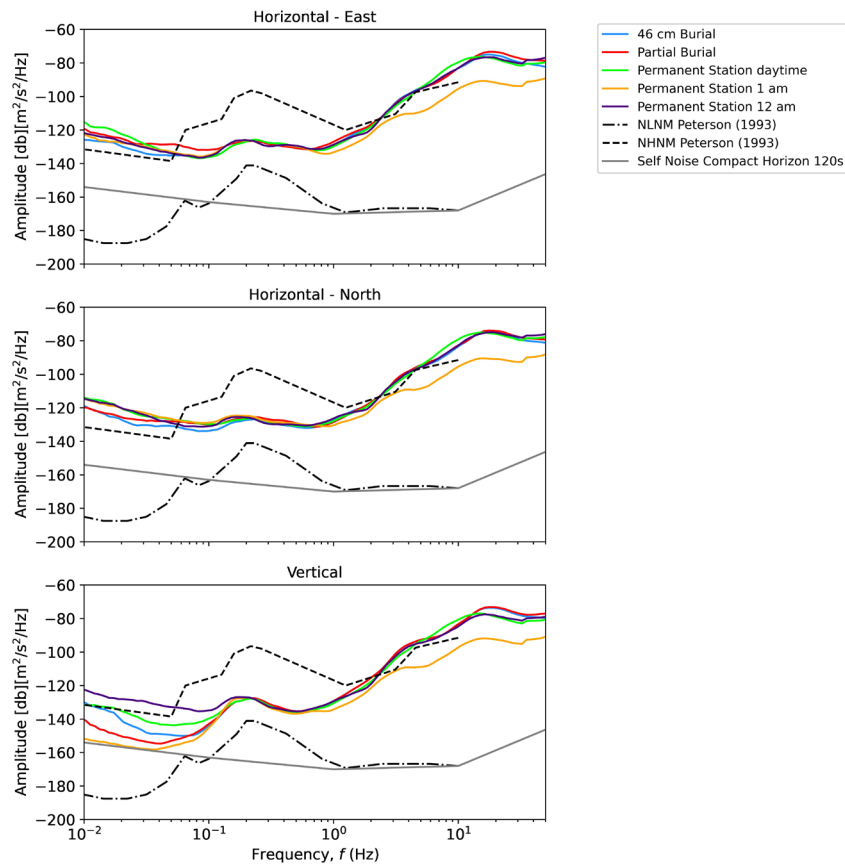 Horizontal - East
−60
−80
−100
−120
−140
−160
−180
−200
Amplitude [db][m²/s²/Hz]
46 cm Burial
Partial Burial
Permanent Station daytime
Permanent Station 1 am
Permanent Station 12 am
NLNM Peterson (1993)
NHNM Peterson (1993)
Self Noise Compact Horizon 120s
Horizontal - North
−60
−80
−100
−120
−140
−160
−180
−200
Amplitude [db][m²/s²/Hz]
Vertical
−60
−80
−100
−120
−140
−160
−180
−200
Amplitude [db][m²/s²/Hz]
10⁻² 10⁻¹ 10⁰ 10¹
Frequency, f (Hz)